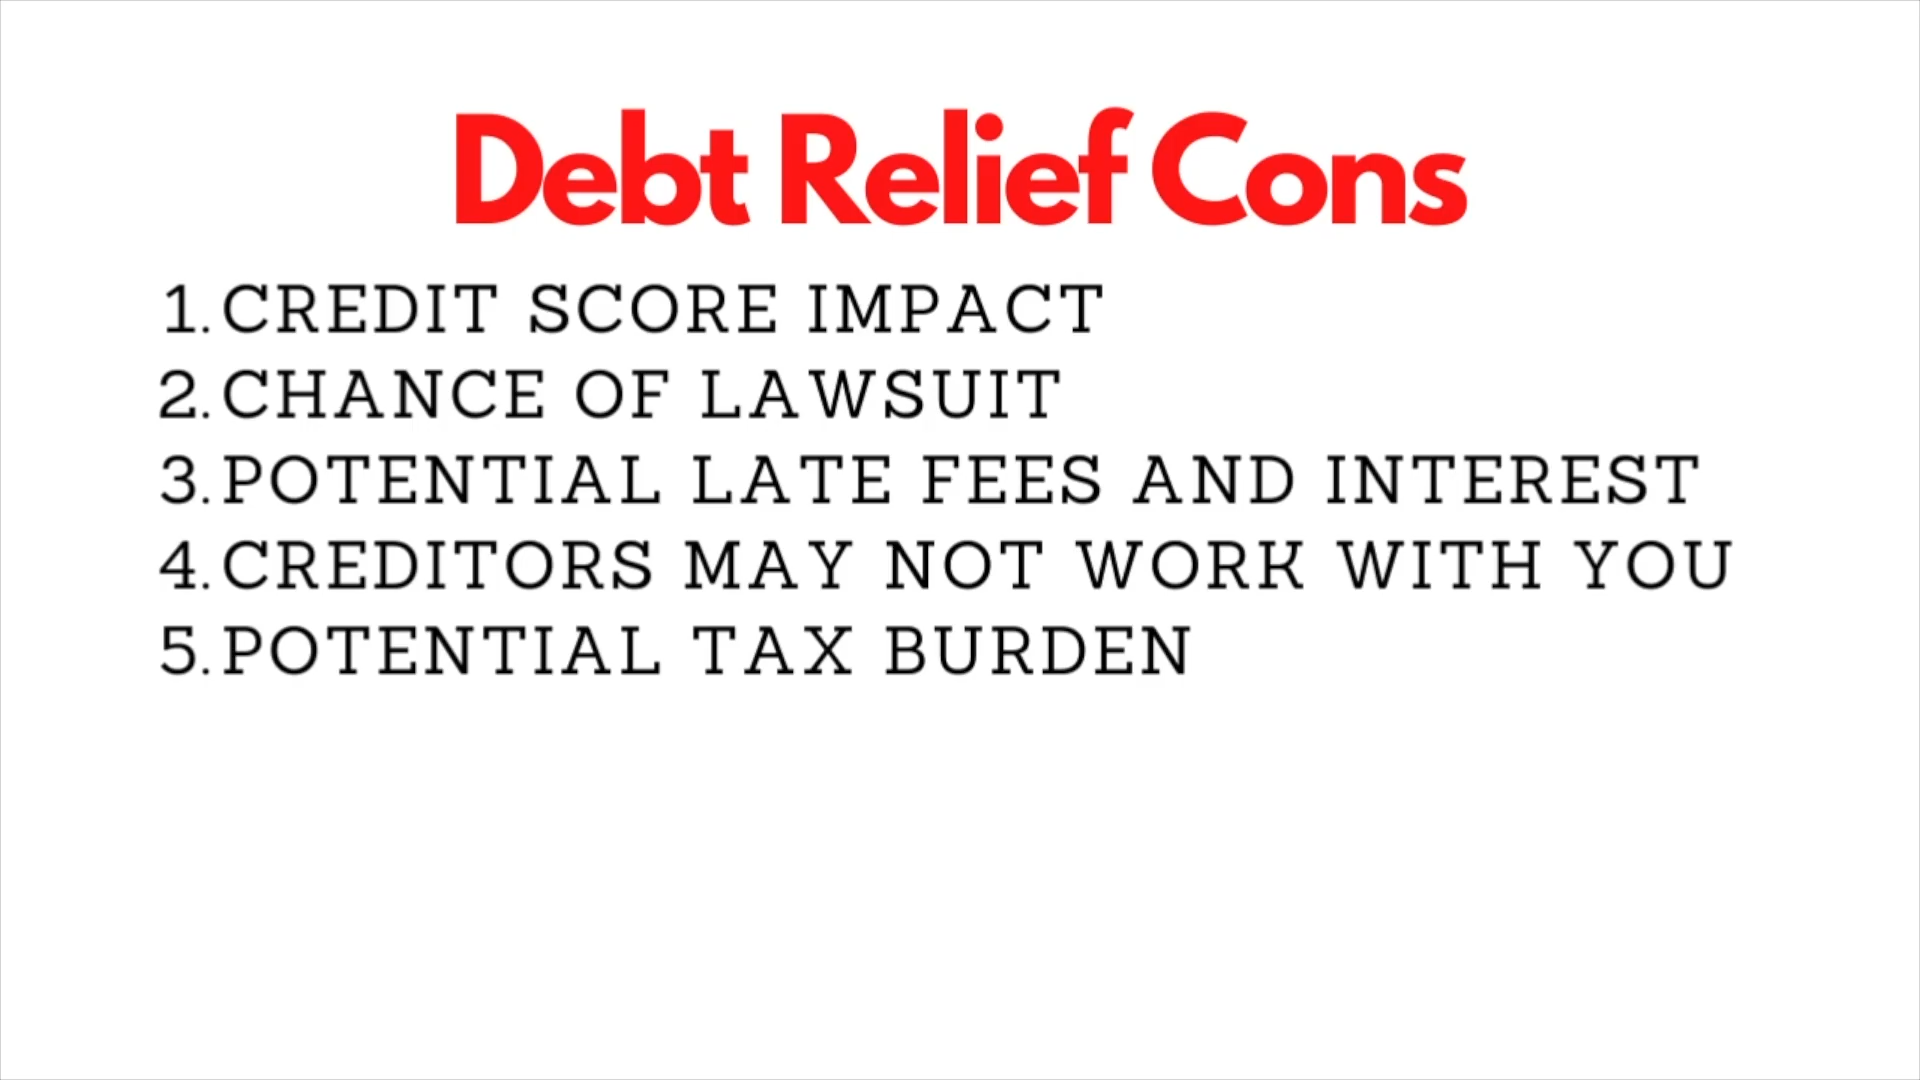 Debt Relief Cons
1. CREDIT SCORE IMPACT
2. CHANCE OF LAWSUIT
3. POTENTIAL LATE FEES AND INTEREST
4. CREDITORS MAY NOT WORK WITH YOU
5. POTENTIAL TAX BURDEN